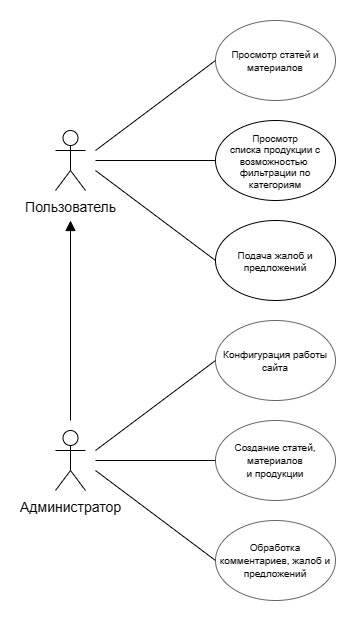 Просмотр статей и
материалов
Просмотр
списка продукции с
возможностью
фильтрации по
категориям
Пользователь
Подача жалоб и
предложений
Конфигурация работы
сайта
Создание статей,
материалов
и продукции
Администратор
Обработка
комментариев, жалоб и
предложений